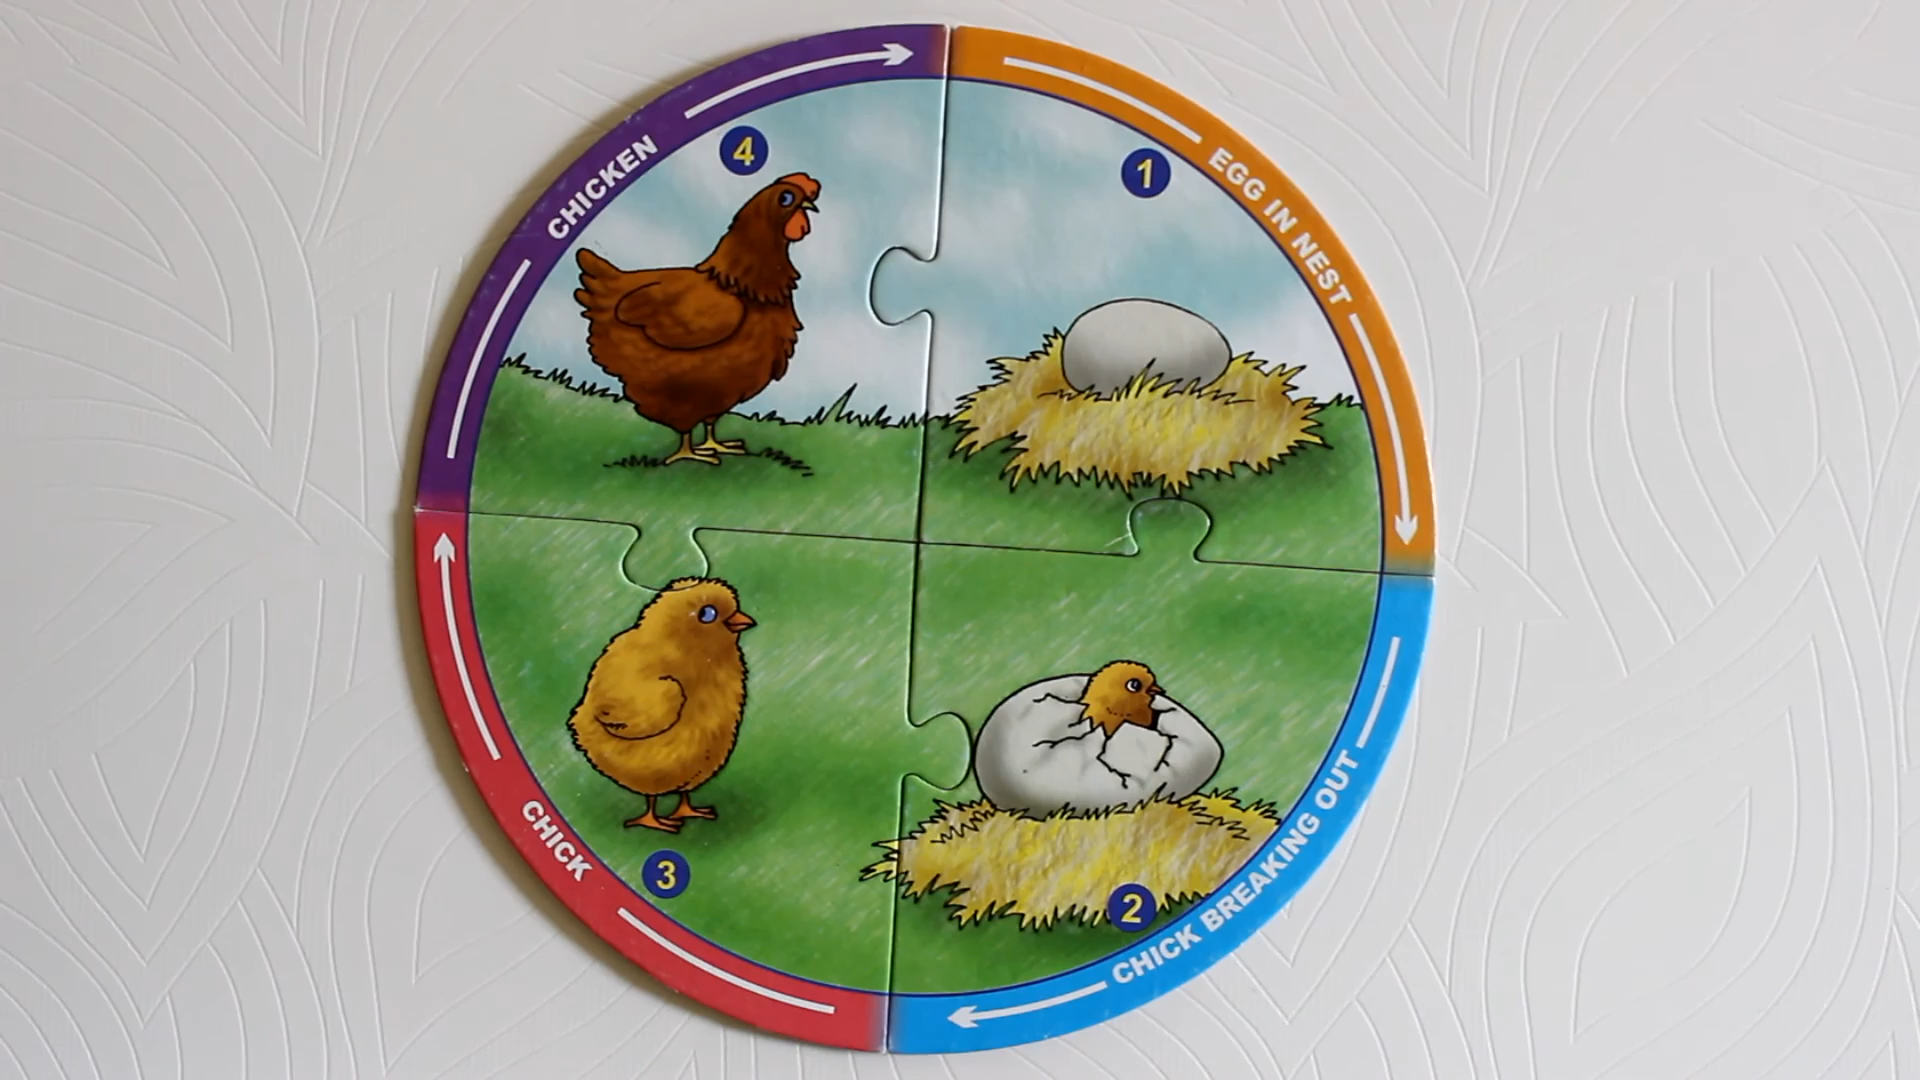 1
EGG IN NEST
2
CHICK BREAKING OUT
3
CHICK
4
CHICKEN